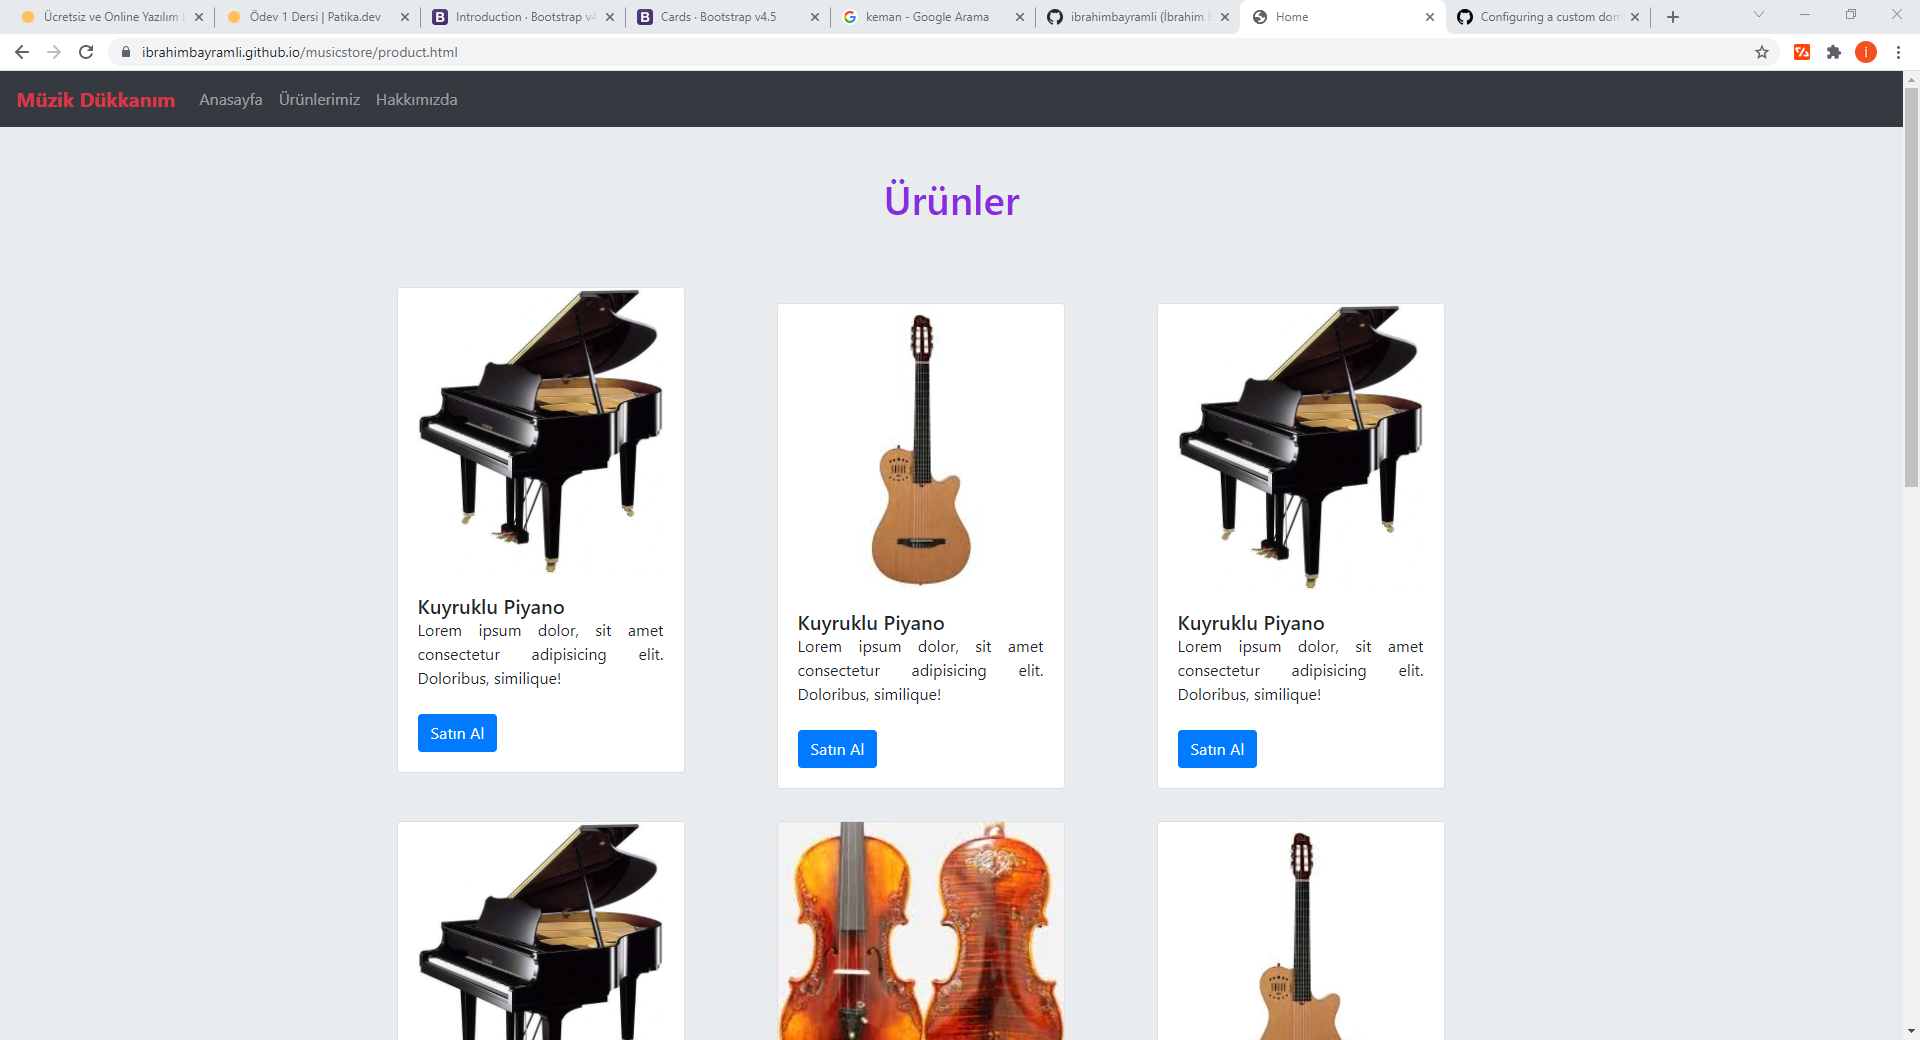 Ücretsiz ve Online Yazılım
Ödev 1 Dersi | Patika.dev
Introduction · Bootstrap v4
Cards · Bootstrap v4.5
keman - Google Arama
ibrahimbayramli (İbrahim
Home
Configuring a custom dom
ibrahimbayramli.github.io/musicstore/product.html
i
Müzik Dükkanım
Anasayfa
Ürünlerimiz
Hakkımızda
Ürünler
Kuyruklu Piyano
Lorem ipsum dolor, sit amet
consectetur adipisicing elit.
Doloribus, similique!
Satın Al
Kuyruklu Piyano
Lorem ipsum dolor, sit amet
consectetur adipisicing elit.
Doloribus, similique!
Satın Al
Kuyruklu Piyano
Lorem ipsum dolor, sit amet
consectetur adipisicing elit.
Doloribus, similique!
Satın Al